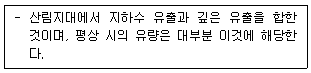 - 산림지대에서 지하수 유출과 깊은 유출을 합한
것이며, 평상 시의 유량은 대부분 이것에 해당한
다.